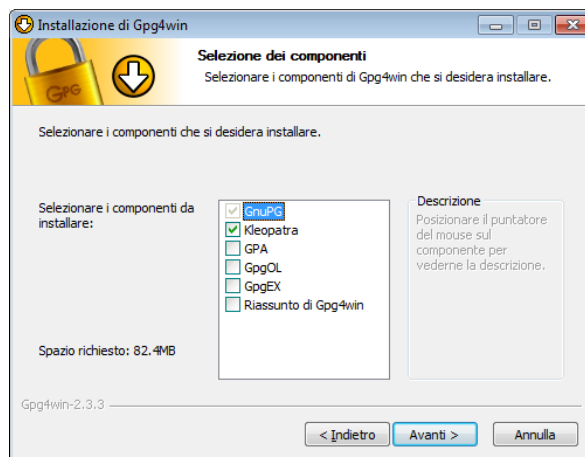 Installazione di Gpg4win
Selezione dei componenti
Selezionare i componenti di Gpg4win che si desidera installare.
GPG
Selezionare i componenti che si desidera installare.
Selezionare i componenti da
installare:
GnuPG
Kleopatra
GPA
GpgOL
GpgEX
Riassunto di Gpg4win
Descrizione
Posizionare il puntatore
del mouse sul
componente per
vederne la descrizione.
Spazio richiesto: 82.4MB
Gpg4win-2.3.3
< Indietro
Avanti >
Annulla